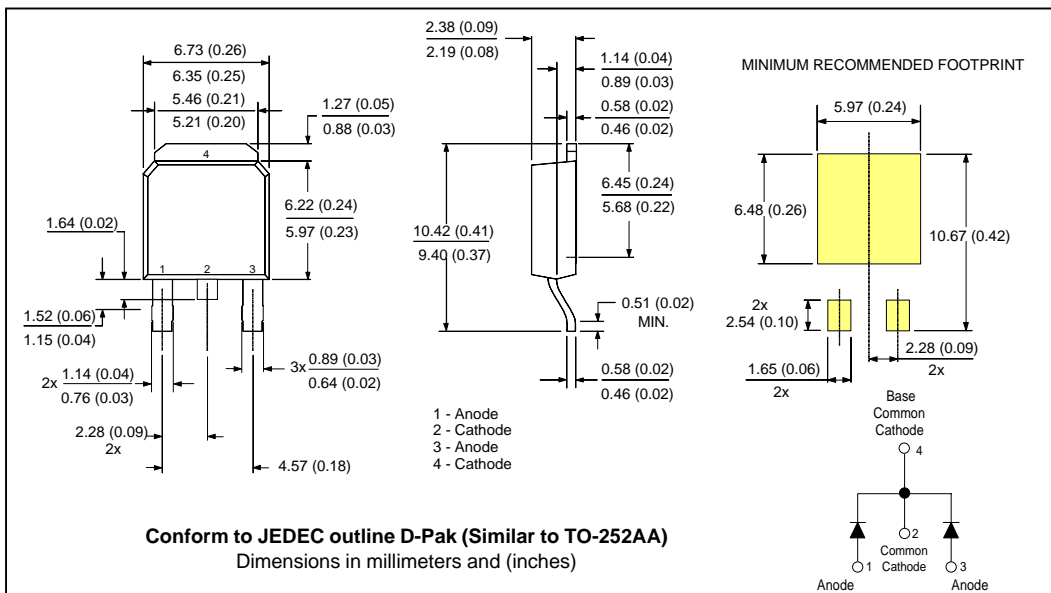 6.73 (0.26)
6.35 (0.25)
5.46 (0.21)
5.21 (0.20)
1.27 (0.05)
0.88 (0.03)
4
6.22 (0.24)
5.97 (0.23)
1.64 (0.02)
1 2 3
1.52 (0.06)
1.15 (0.04)
3x 0.89 (0.03)
0.64 (0.02)
2x 1.14 (0.04)
0.76 (0.03)
2.28 (0.09)
2x
4.57 (0.18)
2.38 (0.09)
2.19 (0.08)
1.14 (0.04)
0.89 (0.03)
0.58 (0.02)
0.46 (0.02)
6.45 (0.24)
5.68 (0.22)
10.42 (0.41)
9.40 (0.37)
0.51 (0.02)
MIN.
0.58 (0.02)
0.46 (0.02)
1 - Anode
2 - Cathode
3 - Anode
4 - Cathode
MINIMUM RECOMMENDED FOOTPRINT
5.97 (0.24)
6.48 (0.26)
10.67 (0.42)
2x
2.54 (0.10)
2.28 (0.09)
2x
1.65 (0.06)
2x
Base
Common
Cathode
4
2
Common
Cathode
1
3
Anode
Anode
Conform to JEDEC outline D-Pak (Similar to TO-252AA)
Dimensions in millimeters and (inches)